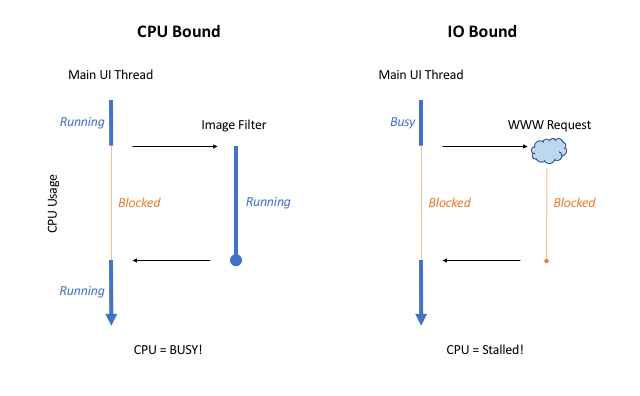 CPU Bound
Main UI Thread
Running
Image Filter
CPU Usage
Blocked
Running
Running
CPU = BUSY!
IO Bound
Main UI Thread
Busy
WWW Request
Blocked
Blocked
CPU = Stalled!